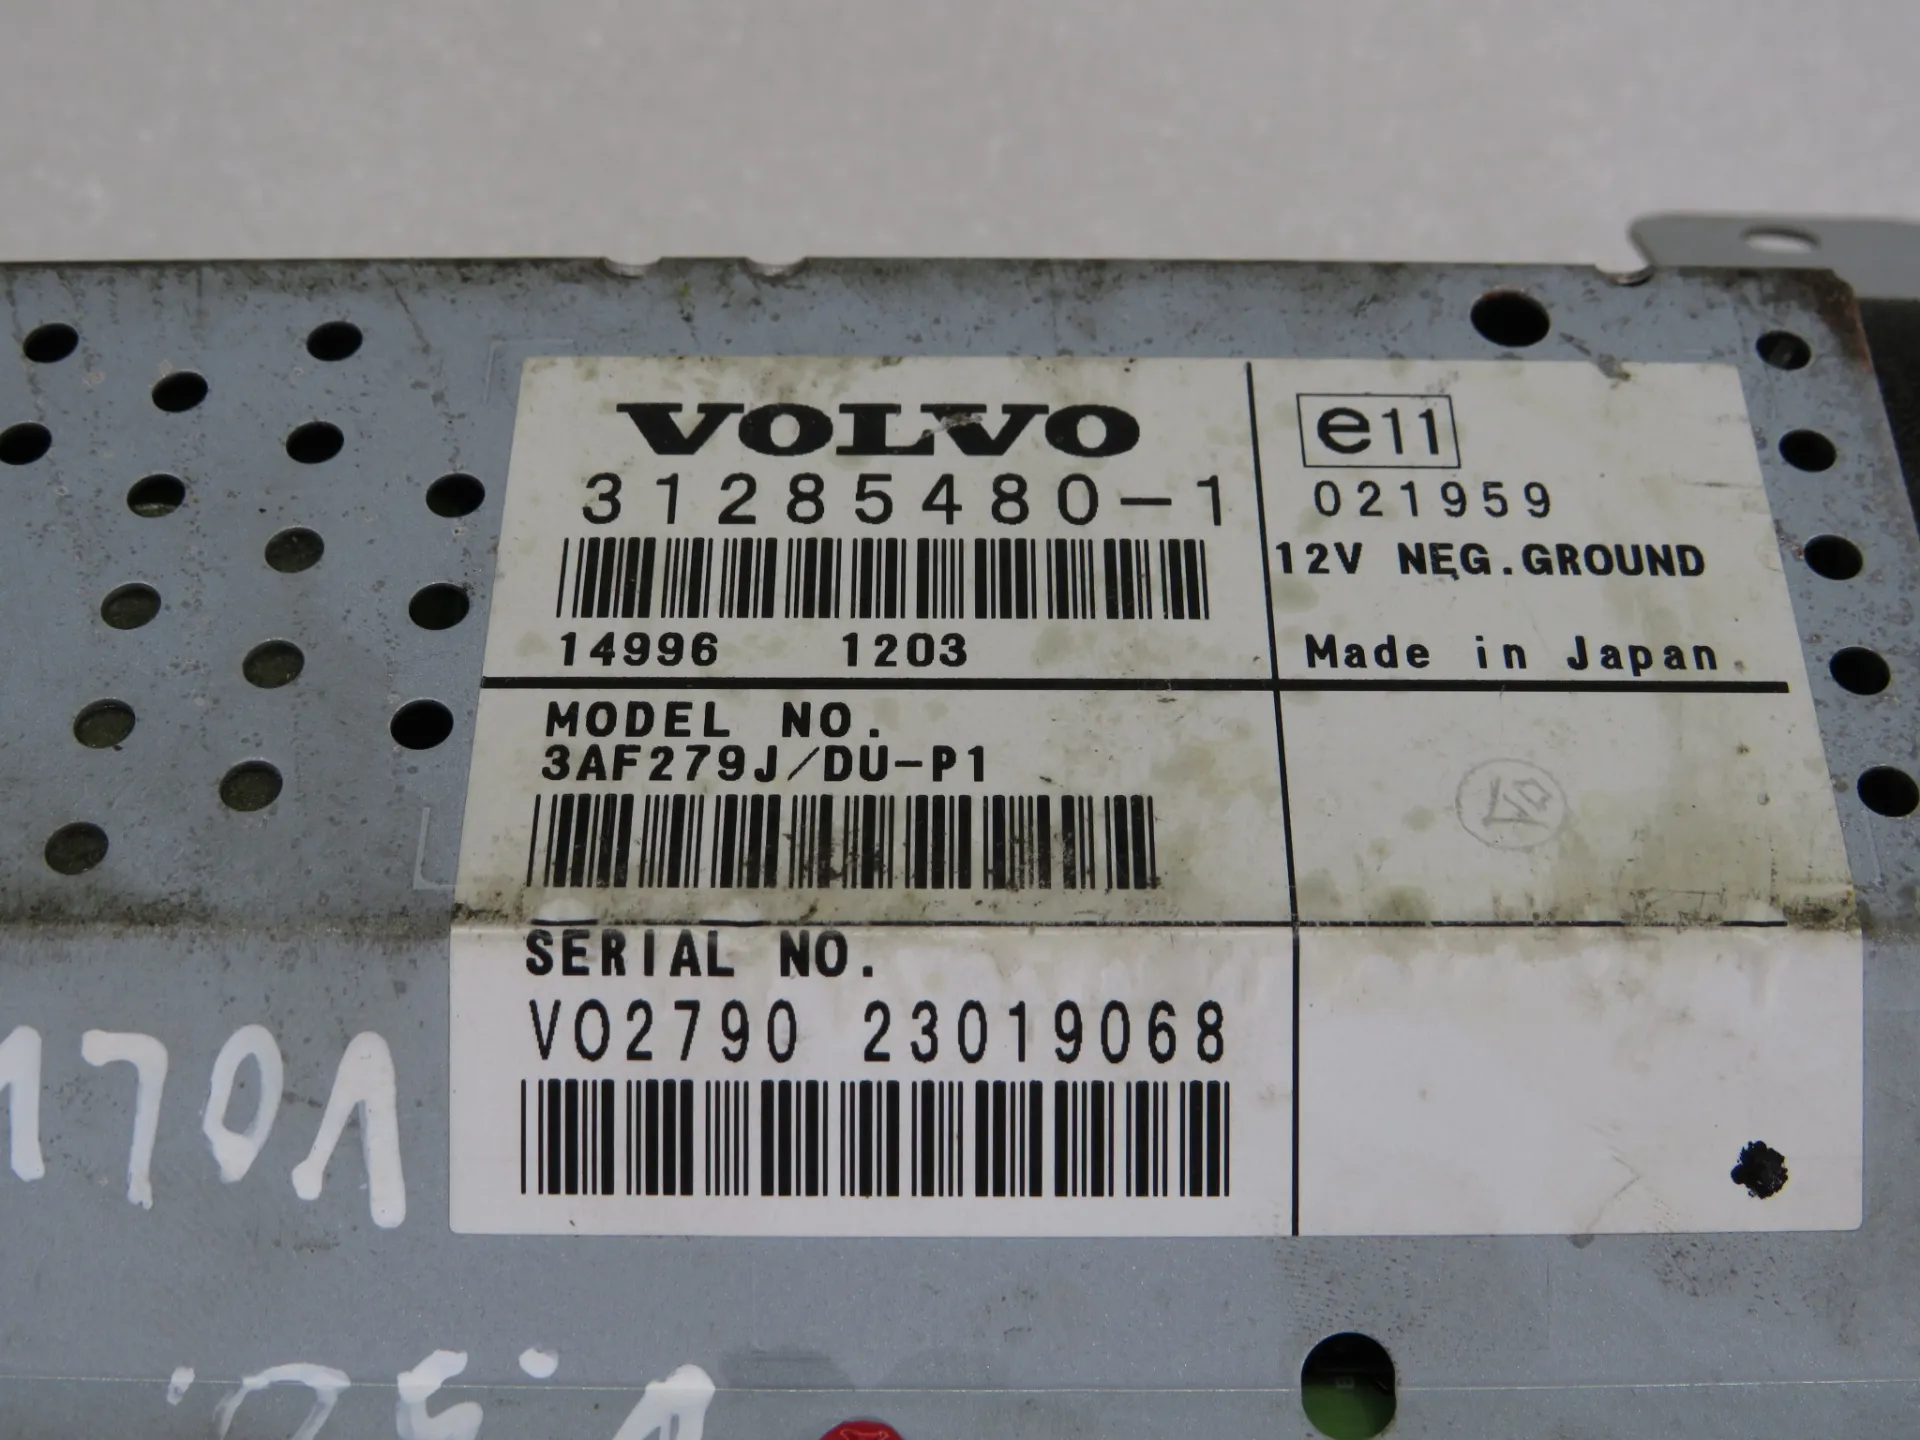 VOLVO
31285480-1
14996 1203
e11
021959
12V NEG.GROUND
Made in Japan
MODEL NO.
3AF279J/DU-P1
SERIAL NO.
VO2790 23019068